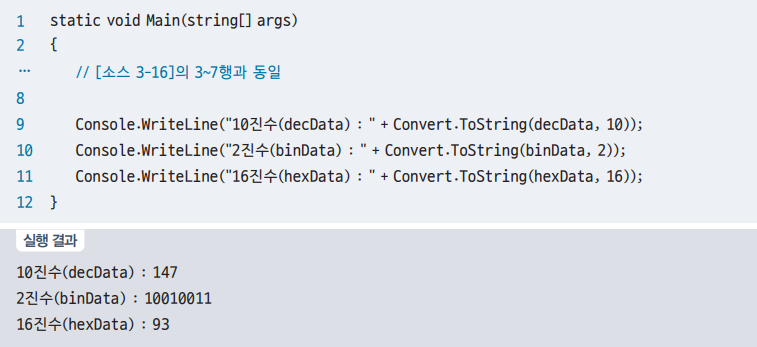 1 static void Main(string[] args)
2 {
… // [소스 3-16]의 3~7행과 동일
8
9 Console.WriteLine("10진수(decData) : " + Convert.ToString(decData, 10));
10 Console.WriteLine("2진수(binData) : " + Convert.ToString(binData, 2));
11 Console.WriteLine("16진수(hexData) : " + Convert.ToString(hexData, 16));
12 }
실행 결과
10진수(decData) : 147
2진수(binData) : 10010011
16진수(hexData) : 93